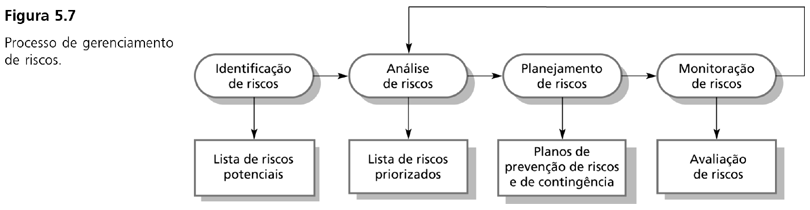 Figura 5.7
Processo de gerenciamento
de riscos.
Identificação
de riscos
Análise
de riscos
Planejamento
de riscos
Monitoração
de riscos
Lista de riscos
potenciais
Lista de riscos
priorizados
Planos de
prevenção de riscos
e de contingência
Avaliação
de riscos